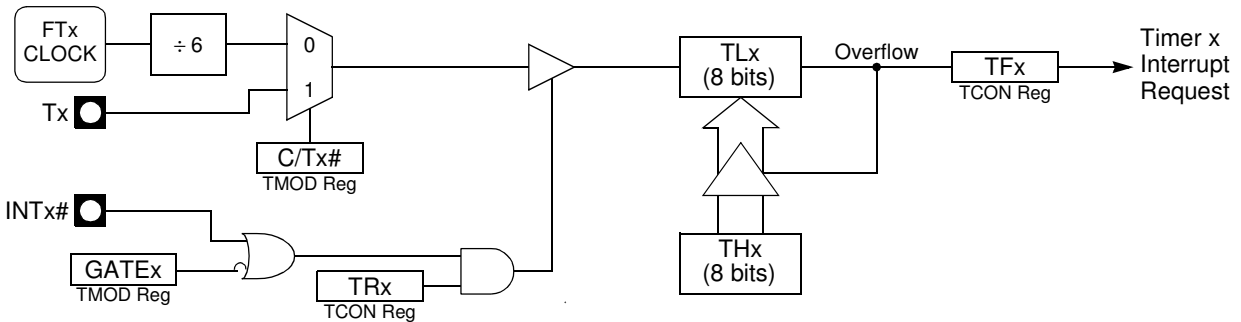 FTx
CLOCK
÷ 6
0
1
Tx
C/Tx#
TMOD Reg
TLx
(8 bits)
Overflow
TFx
TCON Reg
Timer x
Interrupt
Request
INTx#
GATEx
TMOD Reg
TRx
TCON Reg
THx
(8 bits)